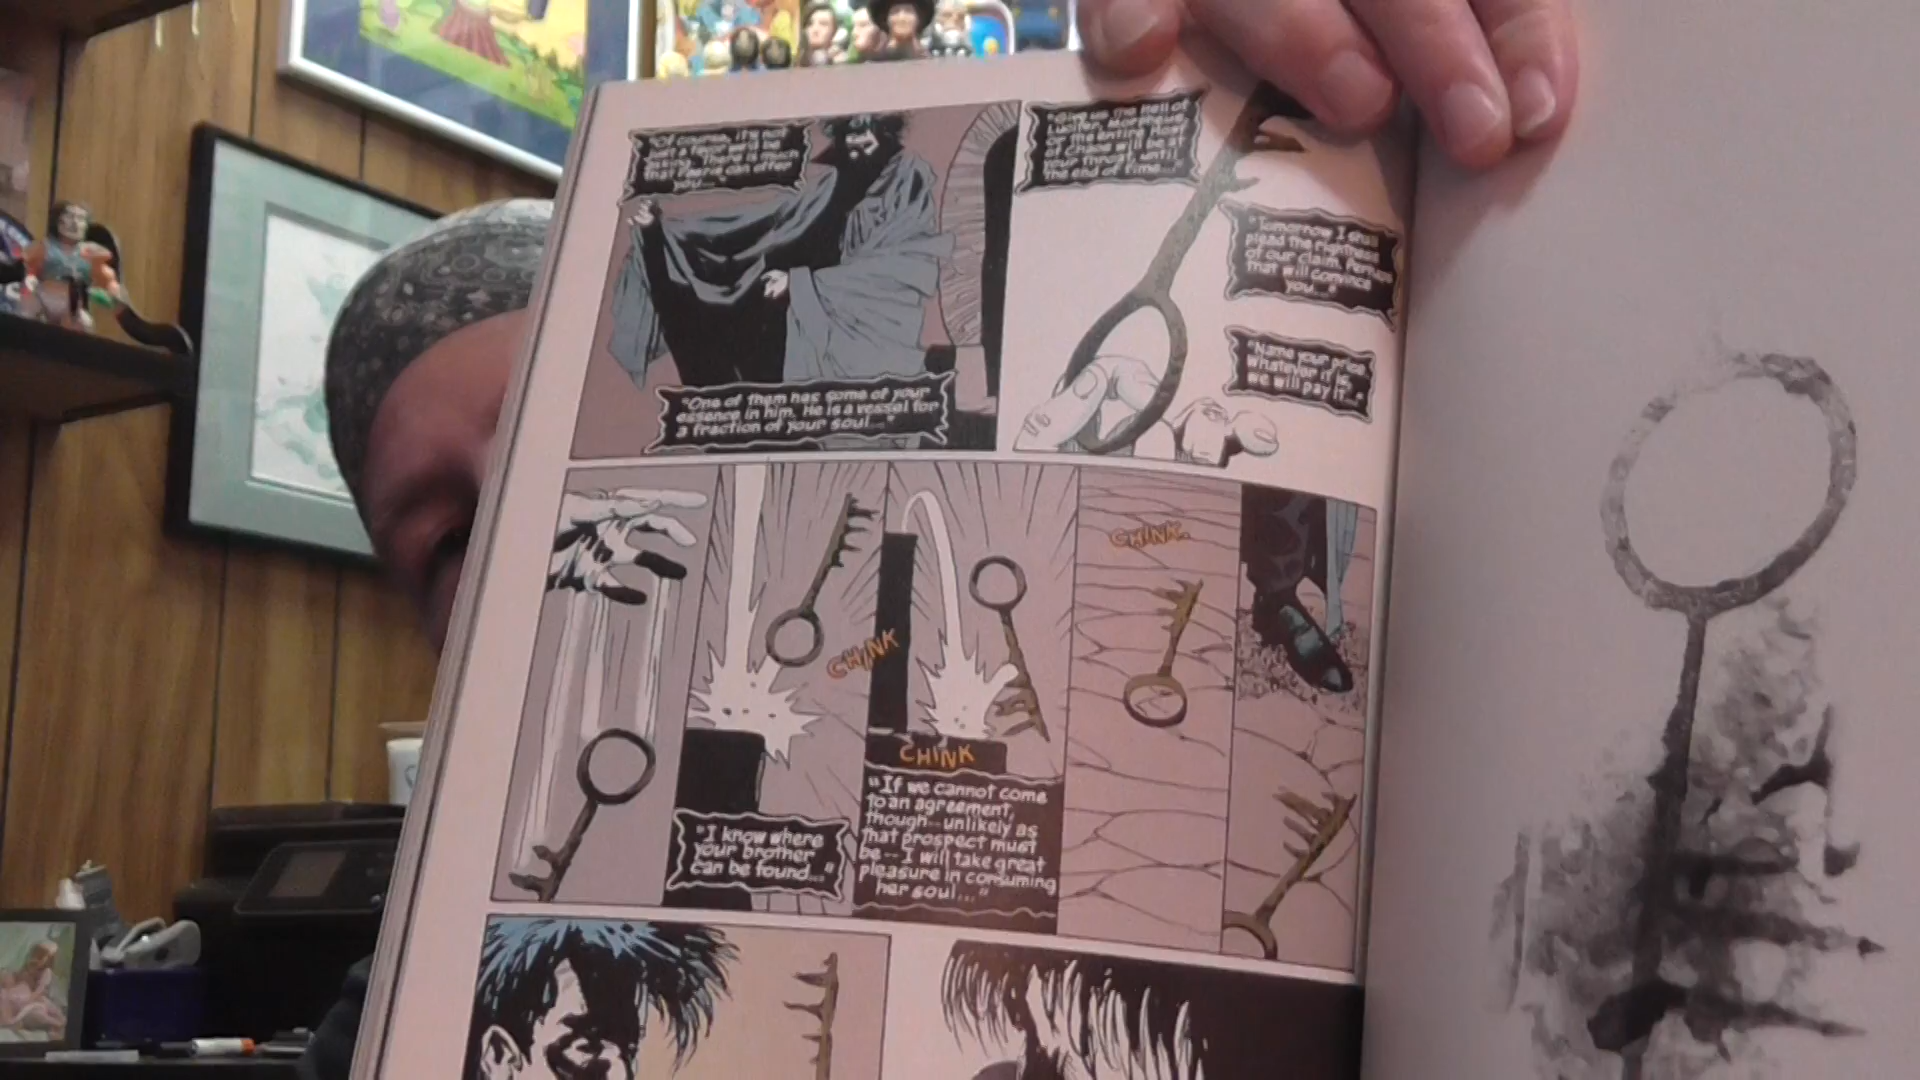 "Of course, it's not
just a favor we'd be
asking. There is much
that Faerie can offer
you..."
"One of them has some of your
essence in him. He is a vessel for
a fraction of your soul..."
"Give us the Hell of
Lucifer, Morpheus,
or the entire Host
of Chaos will be at
your throat, until
the end of time..."
"Tomorrow I shall
plead the rightness
of our claim. Perhaps
that will convince
you..."
"Name your price.
Whatever it is,
we will pay it..."
"I know where
your brother
can be found..."
CHINK
CHINK
"If we cannot come
to an agreement,
though--unlikely as
that prospect must
be--I will take great
pleasure in consuming
her soul..."
CHINK.